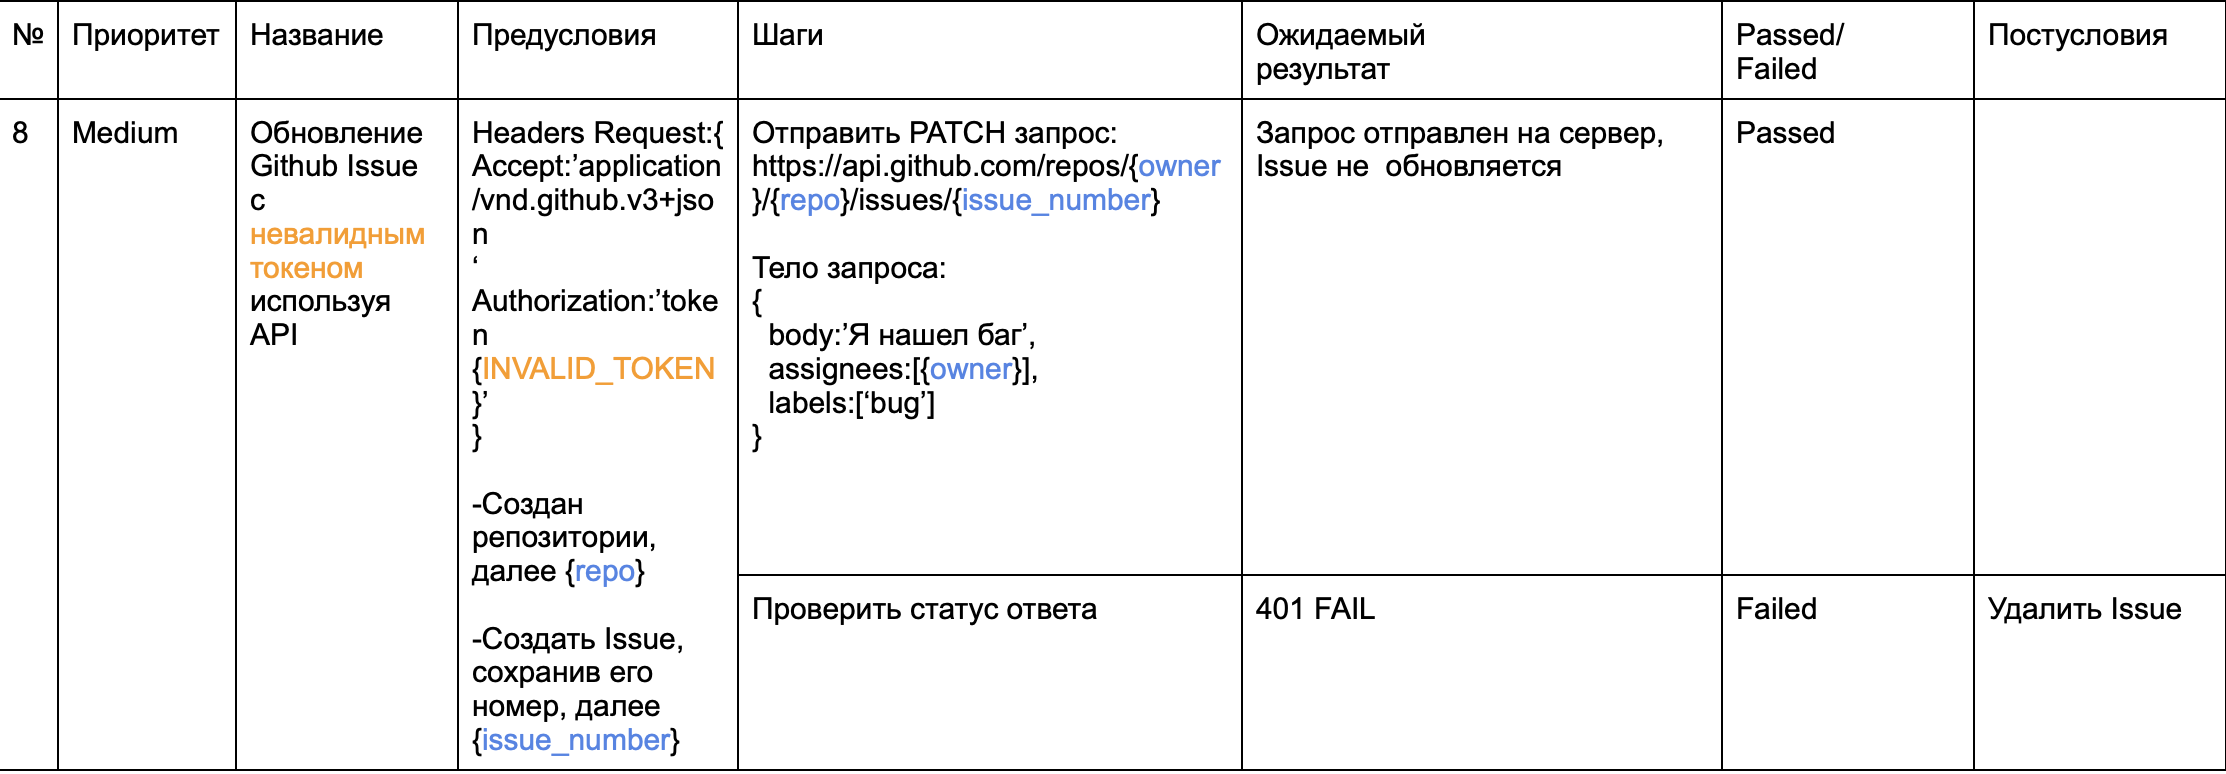 №
Приоритет
Название
Предусловия
Шаги
Ожидаемый
результат
Passed/
Failed
Постусловия
8
Medium
Обновление
Github Issue
с
невалидным
токеном
используя
API
Headers Request:{
Accept:’application
/vnd.github.v3+jso
n
‘
Authorization:’toke
n
{INVALID_TOKEN
}’
}
-Создан
репозитории,
далее {repo}
-Создать Issue,
сохранив его
номер, далее
{issue_number}
Отправить PATCH запрос:
https://api.github.com/repos/{owner
}/{repo}/issues/{issue_number}
Тело запроса:
{
body:’Я нашел баг’,
assignees:[{owner}],
labels:[‘bug’]
}
Запрос отправлен на сервер,
Issue не  обновляется
Passed
Проверить статус ответа
401 FAIL
Failed
Удалить Issue